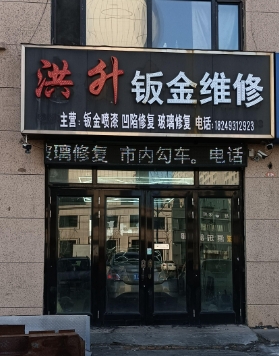 洪升 钣金维修
主营:钣金喷漆 凹陷修复 玻璃修复 电话:18249312923
玻璃修复 市内勾车。电话